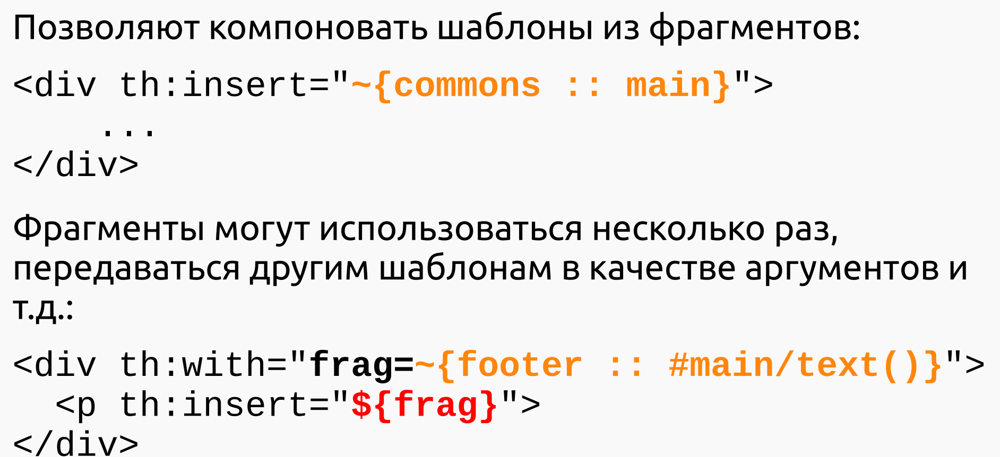 Позволяют компоновать шаблоны из фрагментов:
<div th:insert="~{commons :: main}">
...
</div>
Фрагменты могут использоваться несколько раз,
передаваться другим шаблонам в качестве аргументов и
т.д.:
<div th:with="frag=~{footer :: #main/text()}">
<p th:insert="${frag}">
</div>